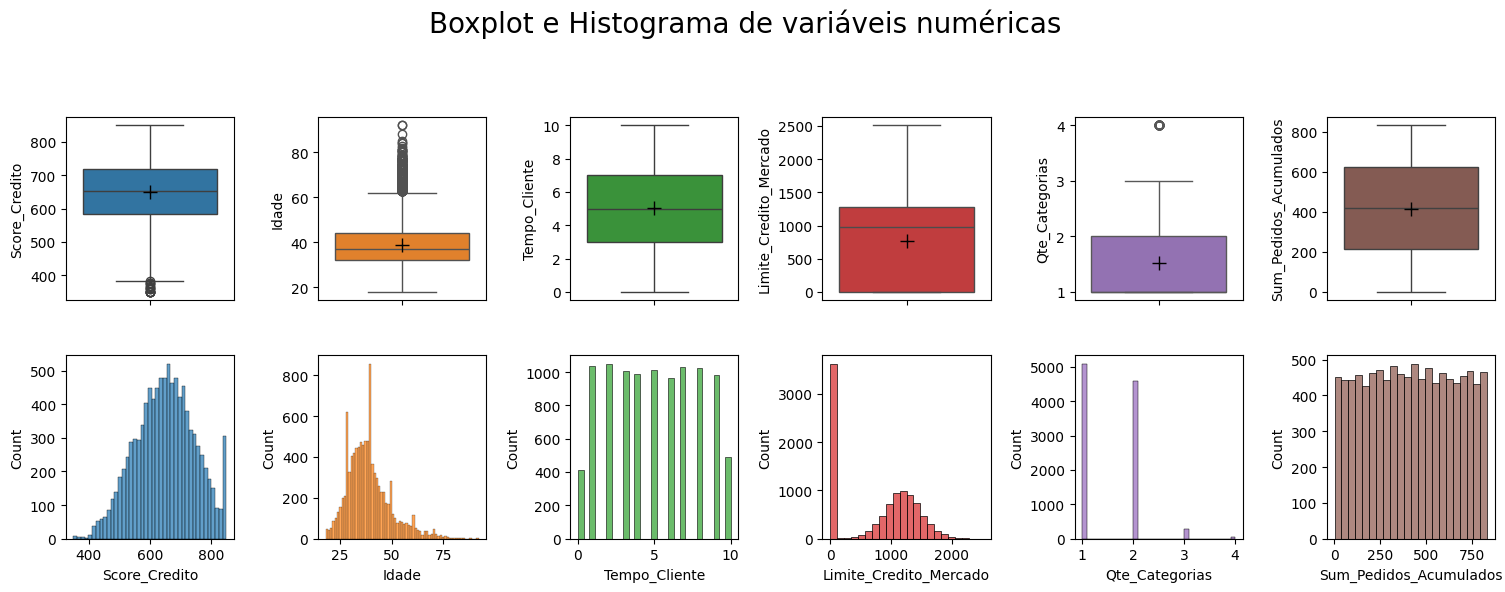 Boxplot e Histograma de variáveis numéricas
Score_Credito
800
700
600
500
400
Idade
80
60
40
20
Tempo_Cliente
10
8
6
4
2
0
Limite_Credito_Mercado
2500
2000
1500
1000
500
0
Qte_Categorias
4
3
2
1
Sum_Pedidos_Acumulados
800
600
400
200
0
Count
500
400
300
200
100
0
400 600 800
Score_Credito
Count
800
600
400
200
0
25 50 75
Idade
Count
1000
800
600
400
200
0
0 5 10
Tempo_Cliente
Count
3000
2000
1000
0
0 1000 2000
Limite_Credito_Mercado
Count
5000
4000
3000
2000
1000
0
1 2 3 4
Qte_Categorias
Count
500
400
300
200
100
0
0 250 500 750
Sum_Pedidos_Acumulados